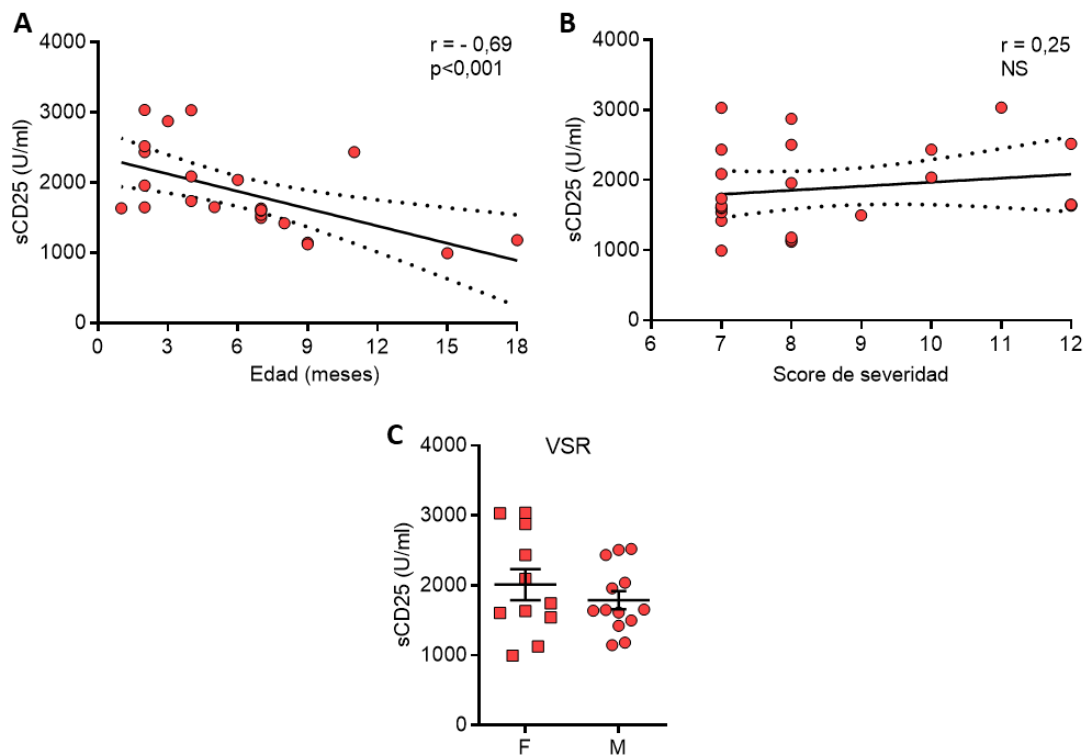 A
r = - 0,69
p<0,001
sCD25 (U/ml)
4000
3000
2000
1000
0
0 3 6 9 12 15 18
Edad (meses)
B
r = 0,25
NS
sCD25 (U/ml)
4000
3000
2000
1000
0
6 7 8 9 10 11 12
Score de severidad
C
VSR
sCD25 (U/ml)
4000
3000
2000
1000
0
F M